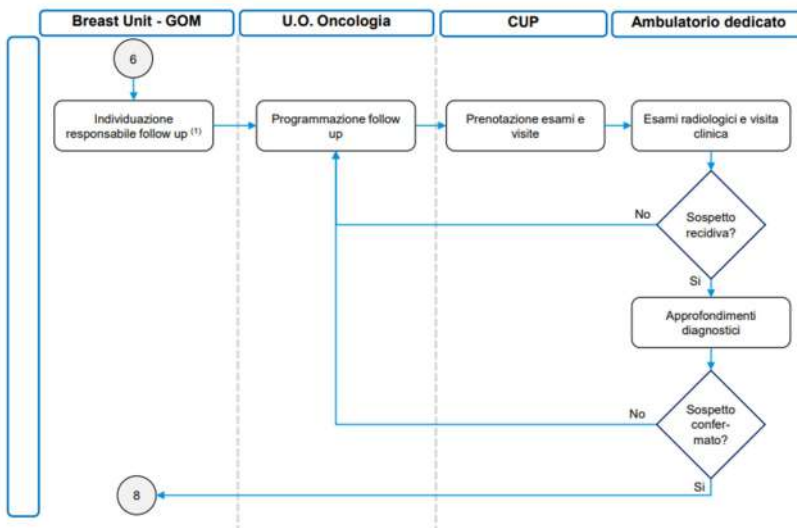 Breast Unit - GOM
U.O. Oncologia
CUP
Ambulatorio dedicato
6
Individuazione
responsabile follow up (1)
Programmazione follow
up
Prenotazione esami e
visite
Esami radiologici e visita
clinica
No
Sospetto
recidiva?
Si
Approfondimenti
diagnostici
No
Sospetto
confer-
mato?
Si
8